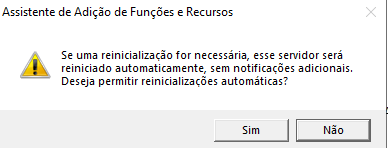 Assistente de Adição de Funções e Recursos
Se uma reinicialização for necessária, esse servidor será
reiniciado automaticamente, sem notificações adicionais.
Deseja permitir reinicializações automáticas?
Sim
Não